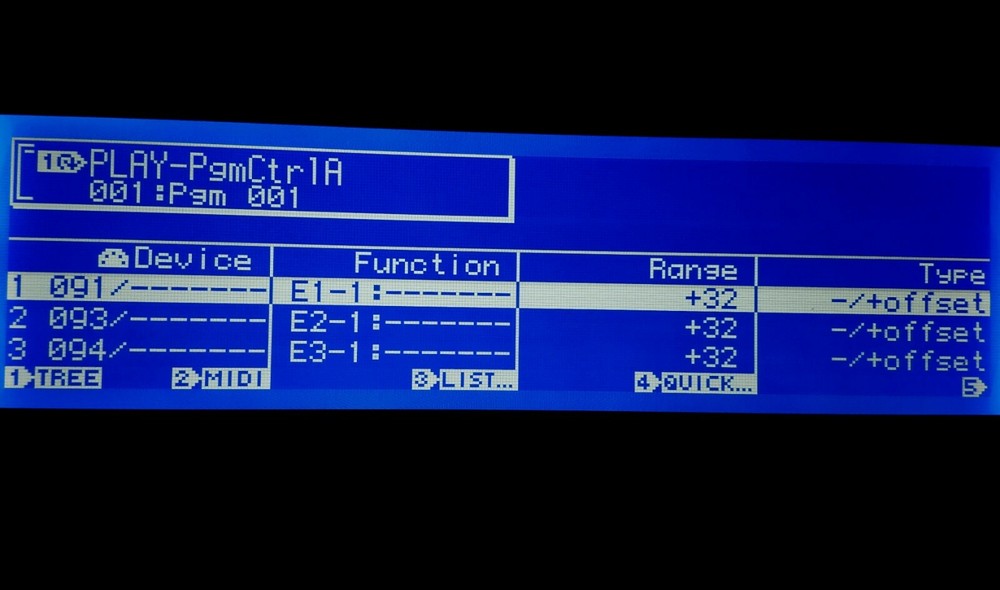 1Q PLAY-PgmCtrlA
001:Pgm 001
Device Function Range Type
1 091/------- E1-1:------- +32 -/+offset
2 093/------- E2-1:------- +32 -/+offset
3 094/------- E3-1:------- +32 -/+offset
1 TREE 2 MIDI 3 LIST... 4 QUICK... 5